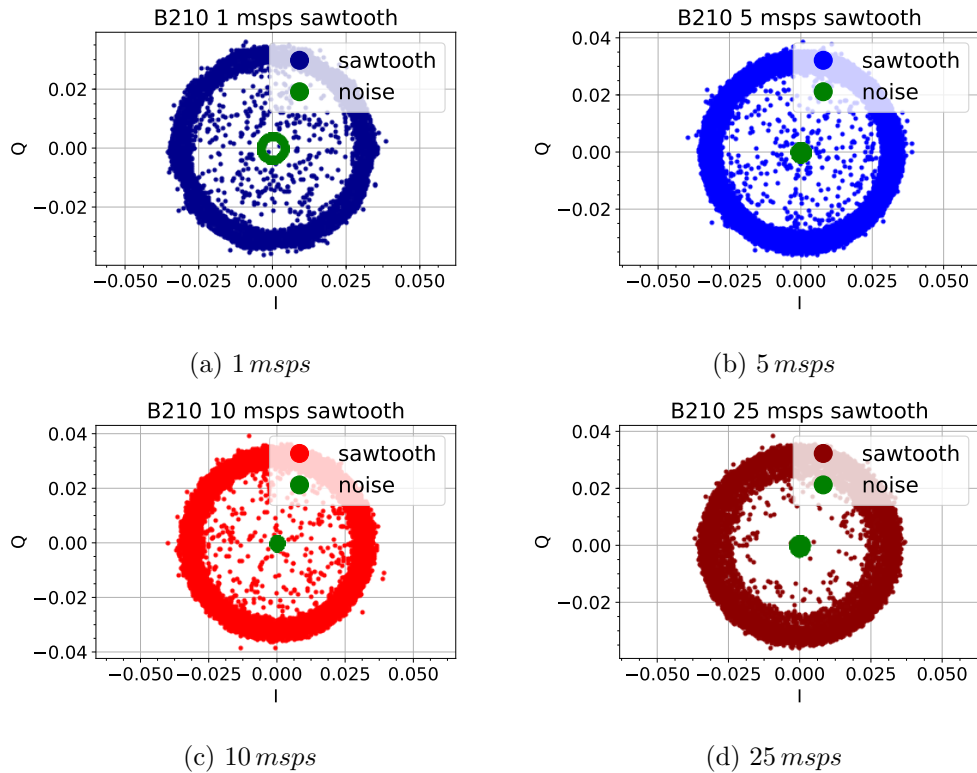 B210 1 msps sawtooth
sawtooth
noise
Q
0.02
0.00
−0.02
−0.050 −0.025 0.000 0.025 0.050
I
(a) 1 msps
B210 5 msps sawtooth
sawtooth
noise
Q
0.04
0.02
0.00
−0.02
−0.050 −0.025 0.000 0.025 0.050
I
(b) 5 msps
B210 10 msps sawtooth
sawtooth
noise
Q
0.04
0.02
0.00
−0.02
−0.04
−0.050 −0.025 0.000 0.025 0.050
I
(c) 10 msps
B210 25 msps sawtooth
sawtooth
noise
Q
0.04
0.02
0.00
−0.02
−0.050 −0.025 0.000 0.025 0.050
I
(d) 25 msps